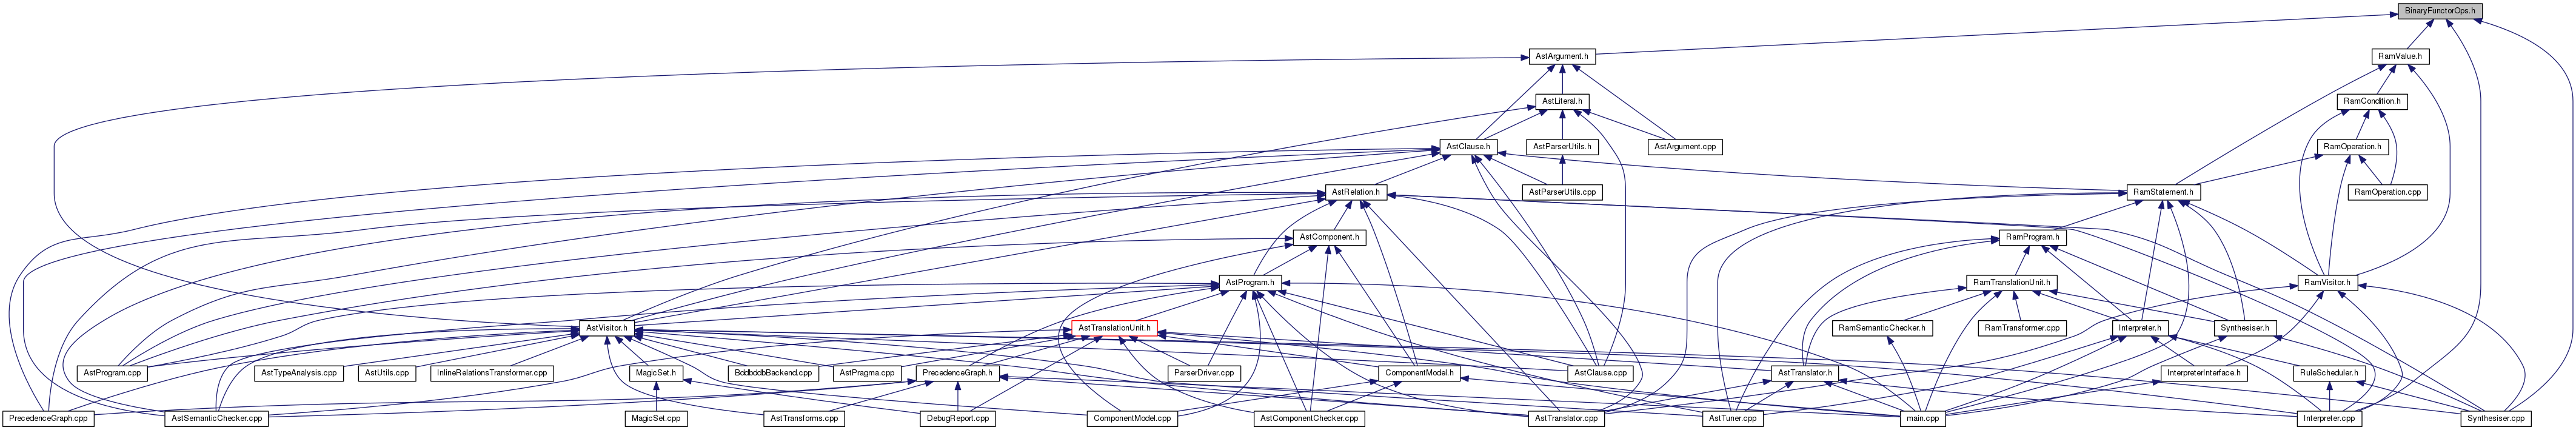 BinaryFunctorOps.h
AstArgument.h
RamValue.h
AstLiteral.h
RamCondition.h
AstClause.h
AstParserUtils.h
AstArgument.cpp
RamOperation.h
AstRelation.h
AstParserUtils.cpp
RamStatement.h
RamOperation.cpp
AstComponent.h
RamProgram.h
AstProgram.h
RamTranslationUnit.h
RamVisitor.h
AstVisitor.h
AstTranslationUnit.h
RamSemanticChecker.h
RamTransformer.cpp
Interpreter.h
Synthesiser.h
AstProgram.cpp
AstTypeAnalysis.cpp
AstUtils.cpp
InlineRelationsTransformer.cpp
MagicSet.h
BddbddbBackend.cpp
AstPragma.cpp
PrecedenceGraph.h
ParserDriver.cpp
ComponentModel.h
AstClause.cpp
AstTranslator.h
InterpreterInterface.h
RuleScheduler.h
PrecedenceGraph.cpp
AstSemanticChecker.cpp
MagicSet.cpp
AstTransforms.cpp
DebugReport.cpp
ComponentModel.cpp
AstComponentChecker.cpp
AstTranslator.cpp
AstTuner.cpp
main.cpp
Interpreter.cpp
Synthesiser.cpp